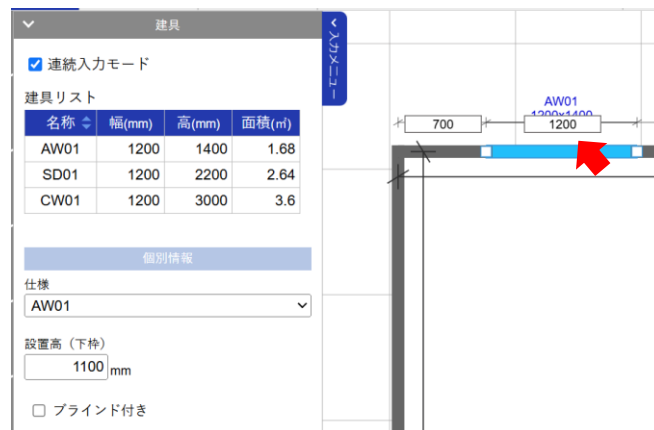 建具
連続入力モード
建具リスト
名称 幅(mm) 高(mm) 面積(㎡)
AW01 1200 1400 1.68
SD01 1200 2200 2.64
CW01 1200 3000 3.6
個別情報
仕様
AW01
設置高（下枠）
1100 mm
ブラインド付き
入力メニュー
AW01
1200x1400
700 1200